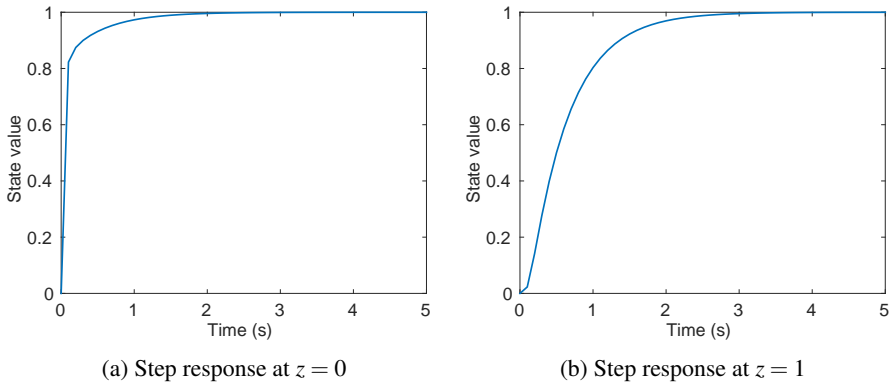 1
0.8
0.6
0.4
0.2
0
State value
0 1 2 3 4 5
Time (s)
(a) Step response at z = 0
1
0.8
0.6
0.4
0.2
0
State value
0 1 2 3 4 5
Time (s)
(b) Step response at z = 1